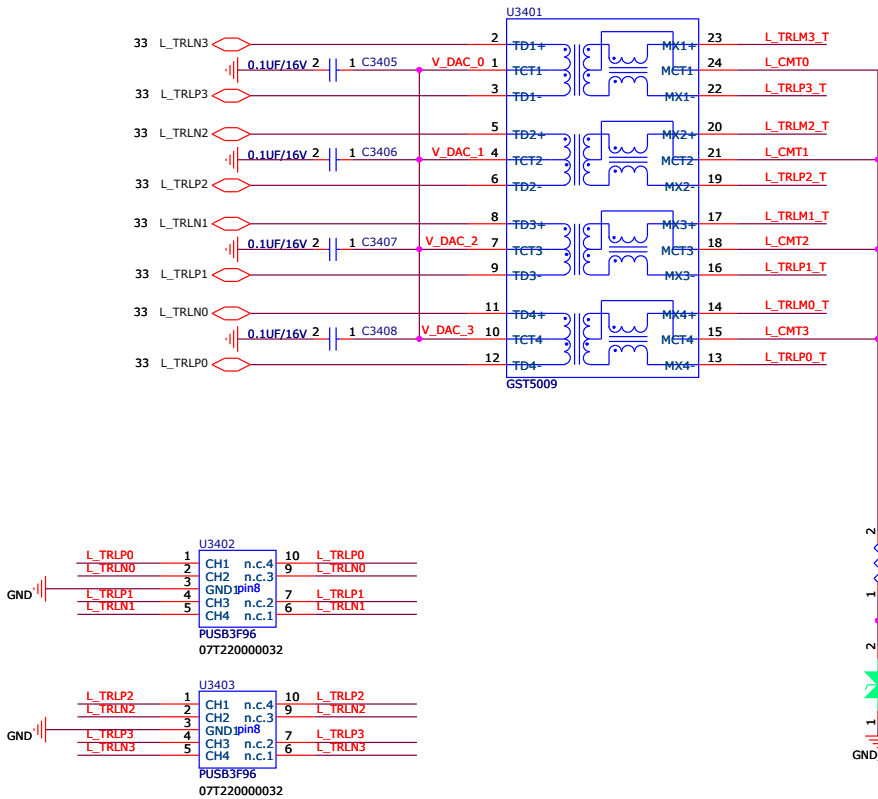 U3401
33 L_TRLN3 2 TD1+ MX1+ 23 L_TRLM3_T
0.1UF/16V 2 1 C3405 V_DAC_0 1 TCT1 MCT1 24 L_CMT0
33 L_TRLP3 3 TD1- MX1- 22 L_TRLP3_T
33 L_TRLN2 5 TD2+ MX2+ 20 L_TRLM2_T
0.1UF/16V 2 1 C3406 V_DAC_1 4 TCT2 MCT2 21 L_CMT1
33 L_TRLP2 6 TD2- MX2- 19 L_TRLP2_T
33 L_TRLN1 8 TD3+ MX3+ 17 L_TRLM1_T
0.1UF/16V 2 1 C3407 V_DAC_2 7 TCT3 MCT3 18 L_CMT2
33 L_TRLP1 9 TD3- MX3- 16 L_TRLP1_T
33 L_TRLN0 11 TD4+ MX4+ 14 L_TRLM0_T
0.1UF/16V 2 1 C3408 V_DAC_3 10 TCT4 MCT4 15 L_CMT3
33 L_TRLP0 12 TD4- MX4- 13 L_TRLP0_T
GST5009
2
1
2
1
GND
U3402
L_TRLP0 1 CH1 n.c.4 10 L_TRLP0
L_TRLN0 2 CH2 n.c.3 9 L_TRLN0
GND 3 GND1 pin8
L_TRLP1 4 CH3 n.c.2 7 L_TRLP1
L_TRLN1 5 CH4 n.c.1 6 L_TRLN1
PUSB3F96
07T220000032
U3403
L_TRLP2 1 CH1 n.c.4 10 L_TRLP2
L_TRLN2 2 CH2 n.c.3 9 L_TRLN2
GND 3 GND1 pin8
L_TRLP3 4 CH3 n.c.2 7 L_TRLP3
L_TRLN3 5 CH4 n.c.1 6 L_TRLN3
PUSB3F96
07T220000032